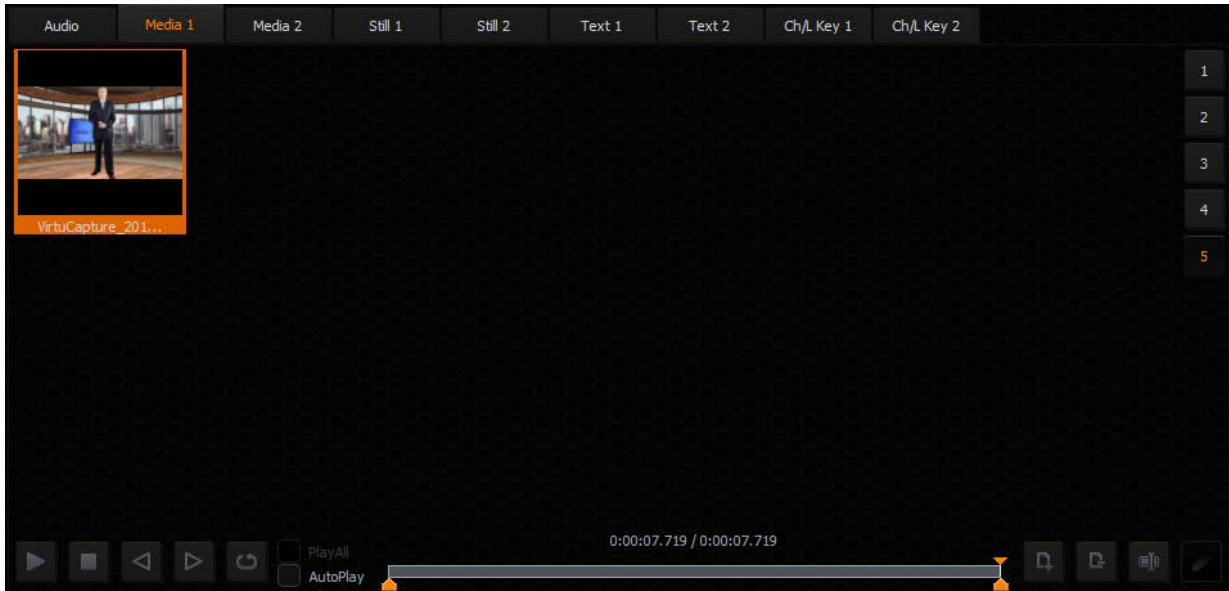 Audio
Media 1
Media 2
Still 1
Still 2
Text 1
Text 2
Ch/L Key 1
Ch/L Key 2
1
2
3
4
5
VirtuCapture_201...
0:00:07.719 / 0:00:07.719
PlayAll
AutoPlay